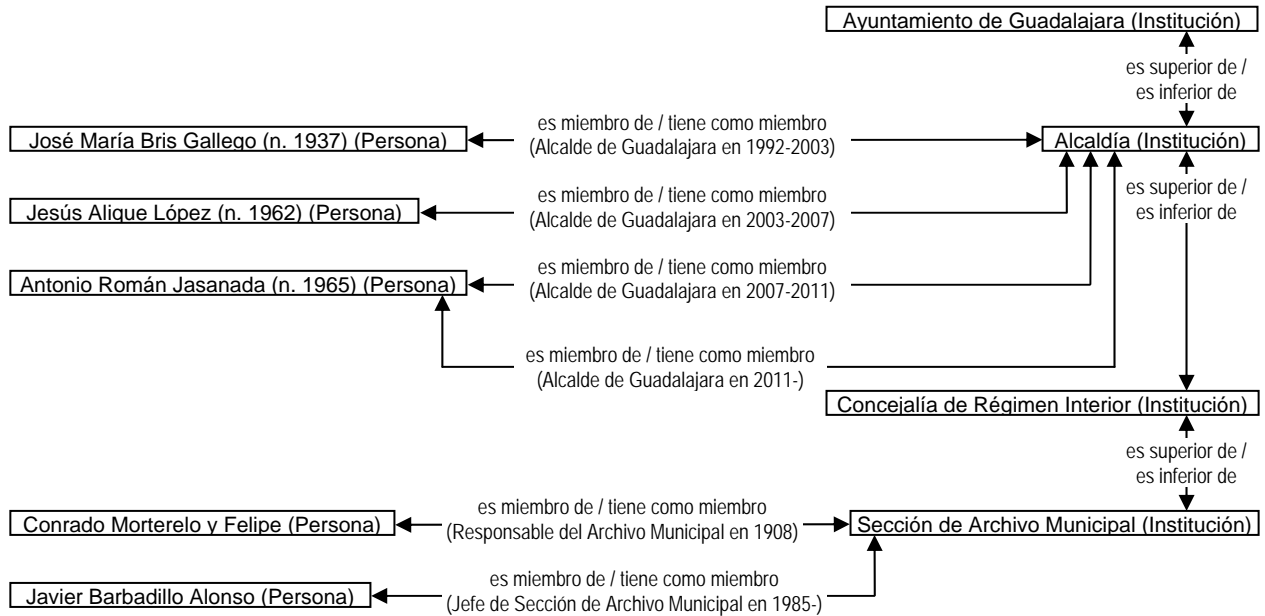 Ayuntamiento de Guadalajara (Institución)
es superior de /
es inferior de
es miembro de / tiene como miembro
José María Bris Gallego (n. 1937) (Persona)
(Alcalde de Guadalajara en 1992-2003)
Alcaldía (Institución)
es superior de /
es inferior de
es miembro de / tiene como miembro
Jesús Alique López (n. 1962) (Persona)
(Alcalde de Guadalajara en 2003-2007)
es miembro de / tiene como miembro
Antonio Román Jasanada (n. 1965) (Persona)
(Alcalde de Guadalajara en 2007-2011)
es miembro de / tiene como miembro
(Alcalde de Guadalajara en 2011-)
Concejalía de Régimen Interior (Institución)
es superior de /
es inferior de
es miembro de / tiene como miembro
Conrado Morterelo y Felipe (Persona)
(Responsable del Archivo Municipal en 1908)
Sección de Archivo Municipal (Institución)
es miembro de / tiene como miembro
Javier Barbadillo Alonso (Persona)
(Jefe de Sección de Archivo Municipal en 1985-)